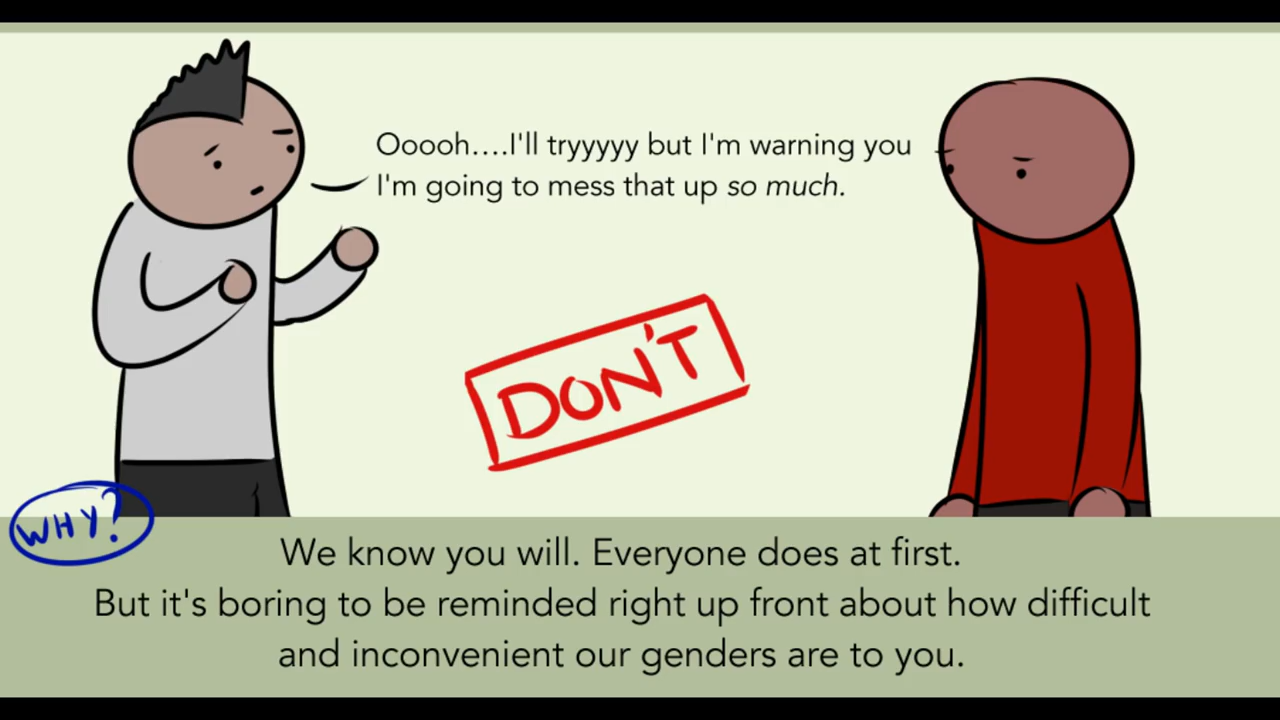 Ooooh....I'll tryyyyy but I'm warning you
I'm going to mess that up so much.
DON'T
WHY?
We know you will. Everyone does at first.
But it's boring to be reminded right up front about how difficult
and inconvenient our genders are to you.